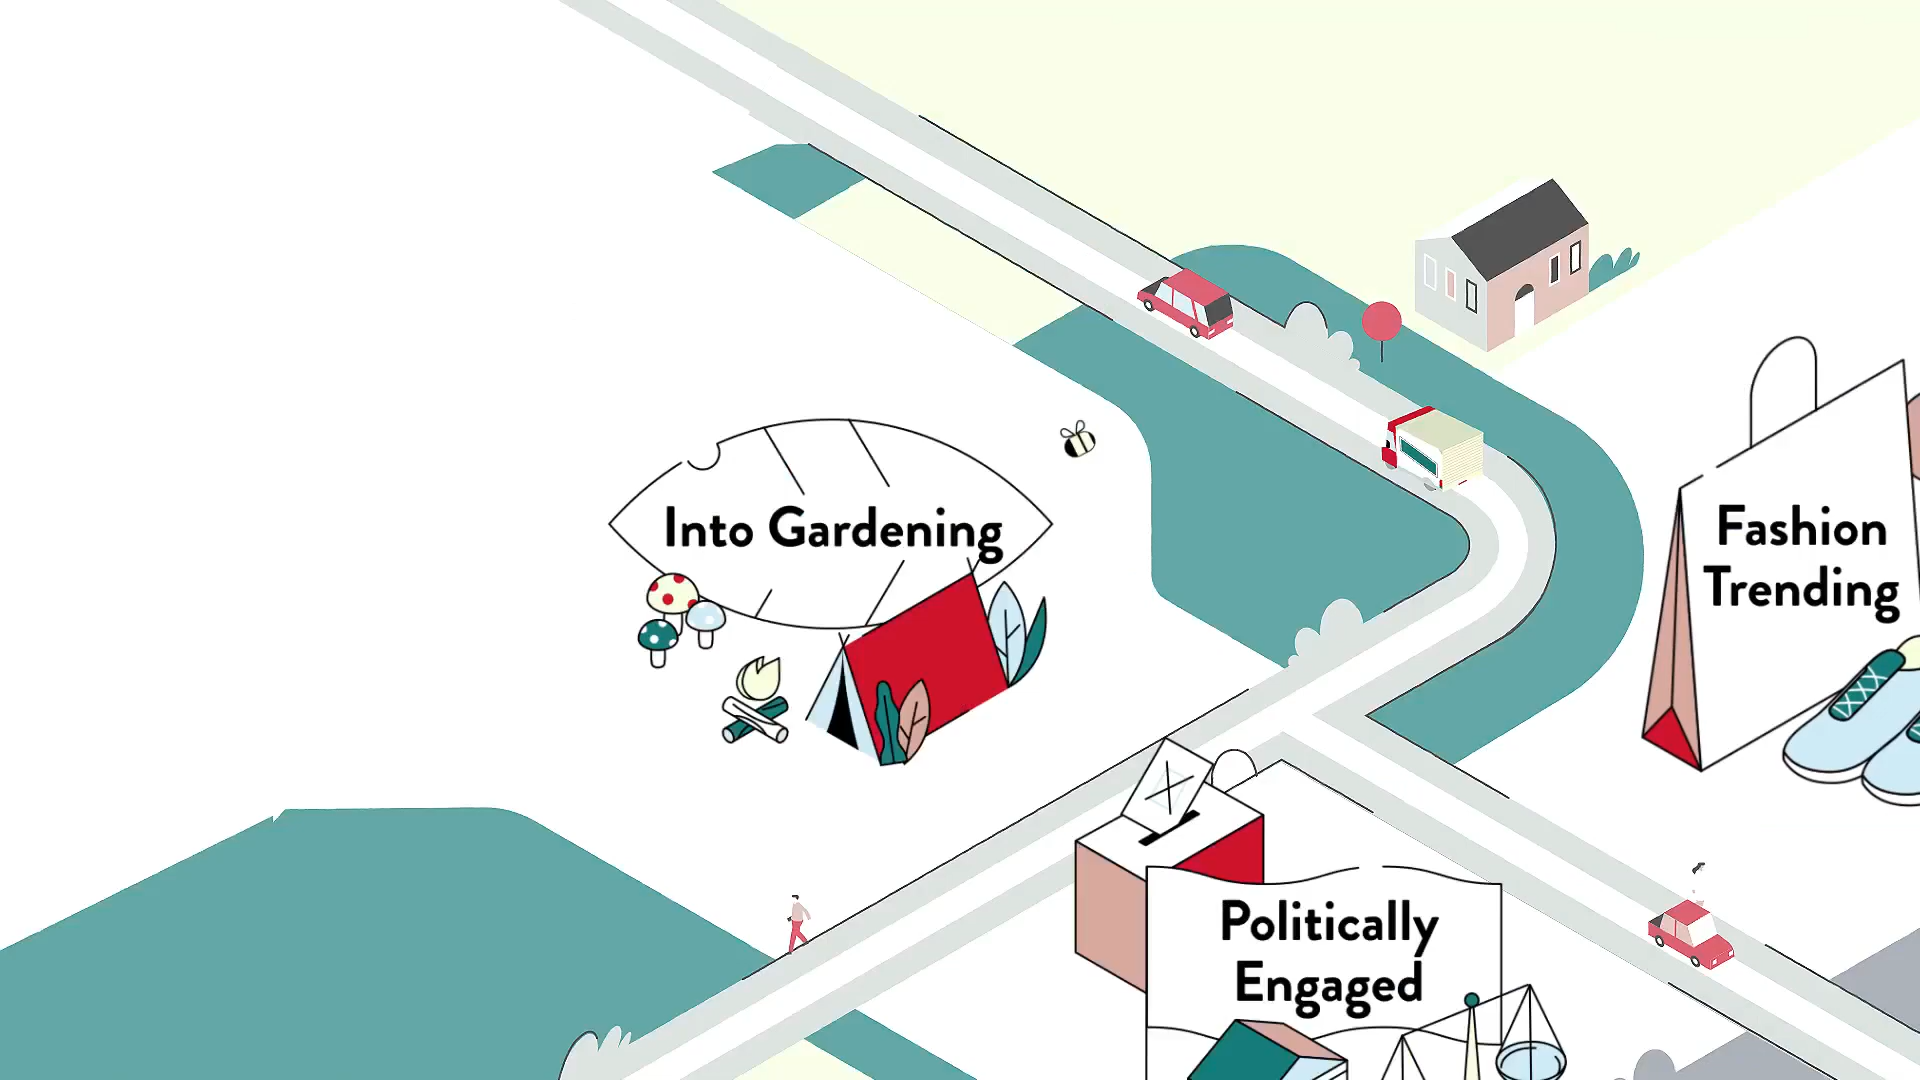 Into Gardening
Fashion
Trending
Politically
Engaged